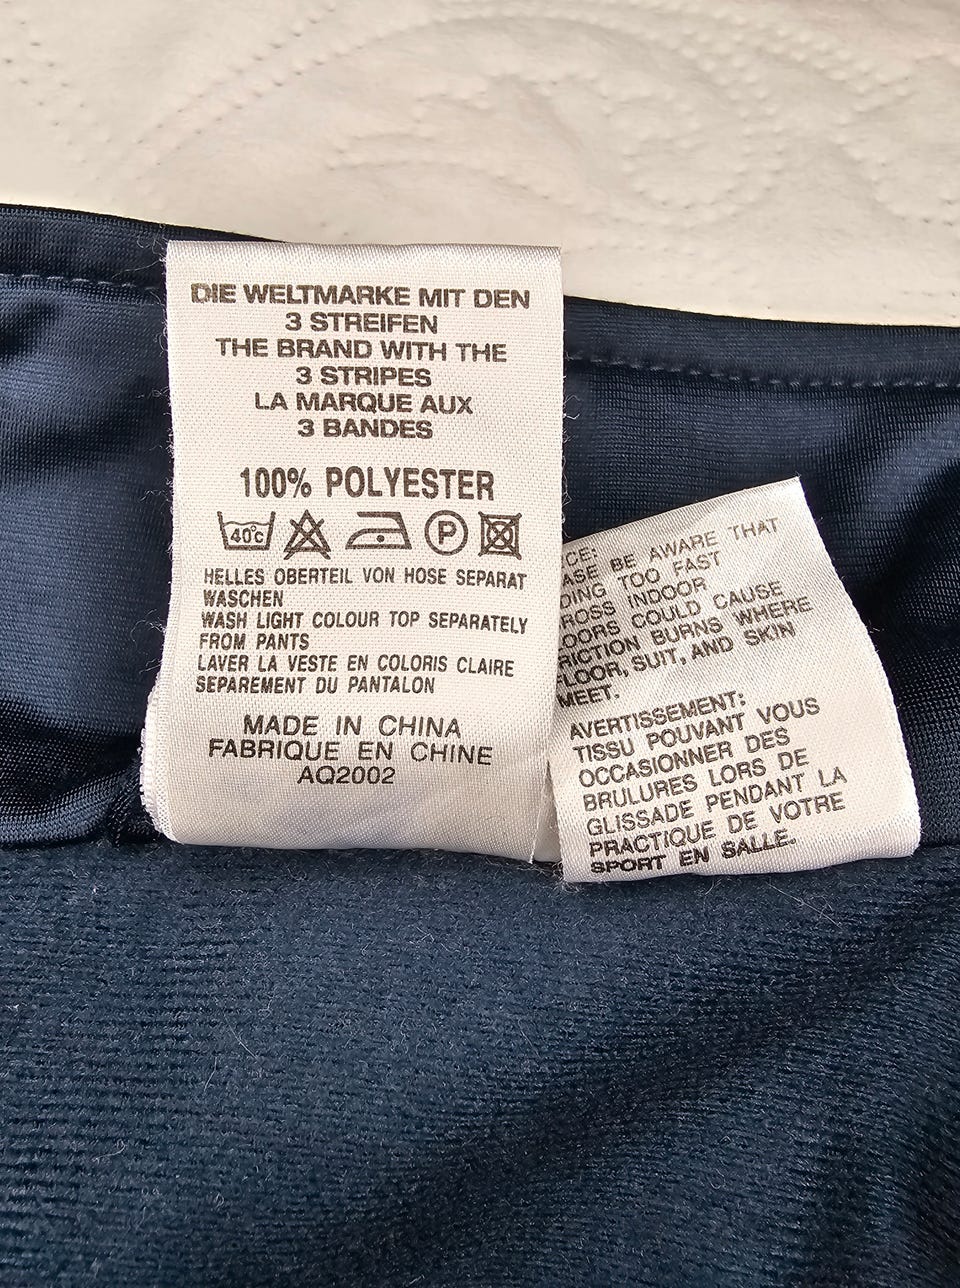 DIE WELTMARKE MIT DEN
3 STREIFEN
THE BRAND WITH THE
3 STRIPES
LA MARQUE AUX
3 BANDES
100% POLYESTER
40°C P
HELLES OBERTEIL VON HOSE SEPARAT
WASCHEN
WASH LIGHT COLOUR TOP SEPARATELY
FROM PANTS
LAVER LA VESTE EN COLORIS CLAIRE
SEPAREMENT DU PANTALON
MADE IN CHINA
FABRIQUE EN CHINE
AQ2002
BE AWARE THAT
TOO FAST
INDOOR
COULD CAUSE
BURNS WHERE
FLOOR, SUIT, AND SKIN
MEET.
AVERTISSEMENT:
TISSU POUVANT VOUS
OCCASIONNER DES
BRULURES LORS DE
GLISSADE PENDANT LA
PRACTIQUE DE VOTRE
SPORT EN SALLE.